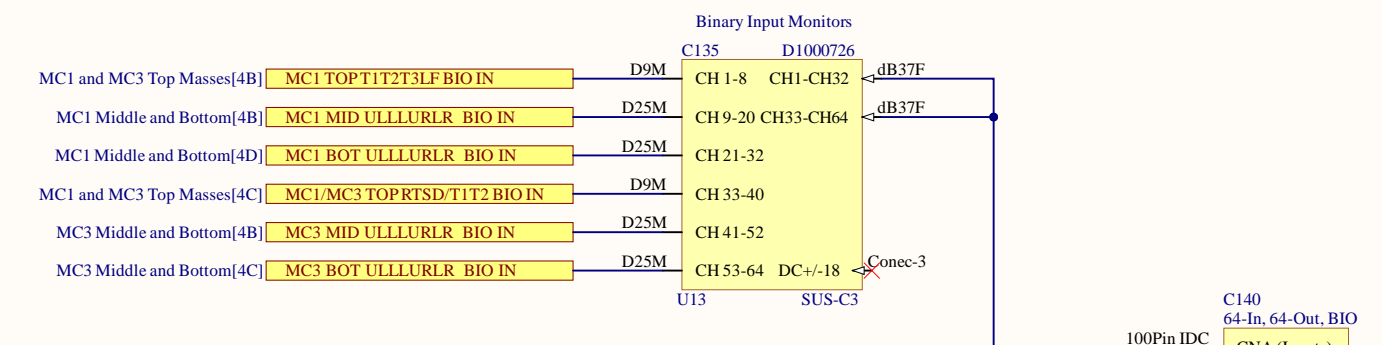 Binary Input Monitors
C135 D1000726
MC1 and MC3 Top Masses[4B] MC1 TOP T1T2T3LF BIO IN D9M CH 1-8 CH1-CH32 dB37F
MC1 Middle and Bottom[4B] MC1 MID ULLLURLR BIO IN D25M CH 9-20 CH33-CH64 dB37F
MC1 Middle and Bottom[4D] MC1 BOT ULLLURLR BIO IN D25M CH 21-32
MC1 and MC3 Top Masses[4C] MC1/MC3 TOP RTSD/T1T2 BIO IN D9M CH 33-40
MC3 Middle and Bottom[4B] MC3 MID ULLLURLR BIO IN D25M CH 41-52
MC3 Middle and Bottom[4C] MC3 BOT ULLLURLR BIO IN D25M CH 53-64 DC+/-18 Conec-3
U13 SUS-C3
C140
64-In, 64-Out, BIO
100Pin IDC